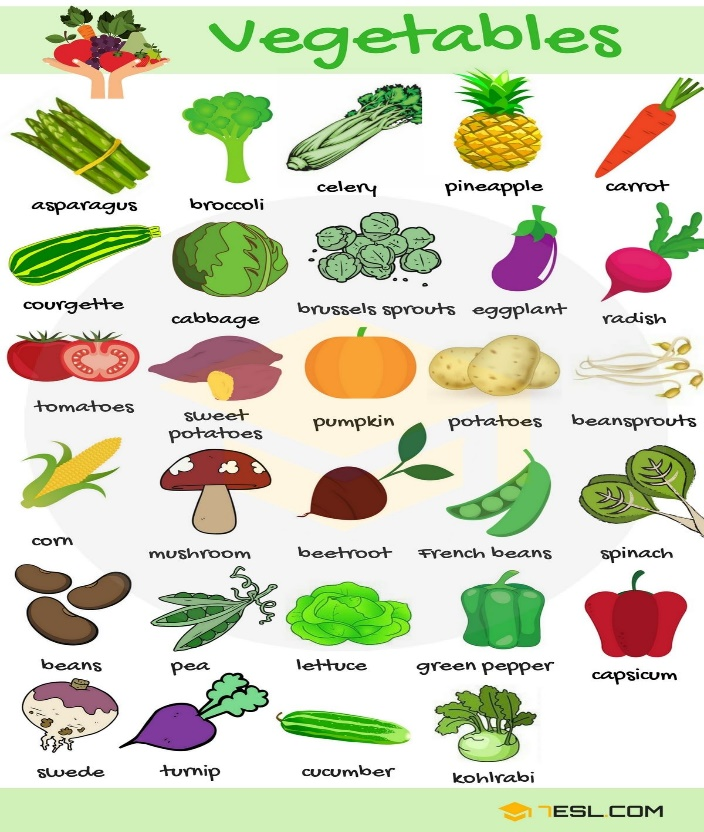 Vegetables
asparagus
broccoli
celery
pineapple
carrot
courgette
cabbage
brussels sprouts
eggplant
radish
tomatoes
sweet
potatoes
pumpkin
potatoes
beansprouts
corn
mushroom
beetroot
French beans
spinach
beans
pea
lettuce
green pepper
capsicum
swede
turnip
cucumber
kohlrabi
7ESL.COM